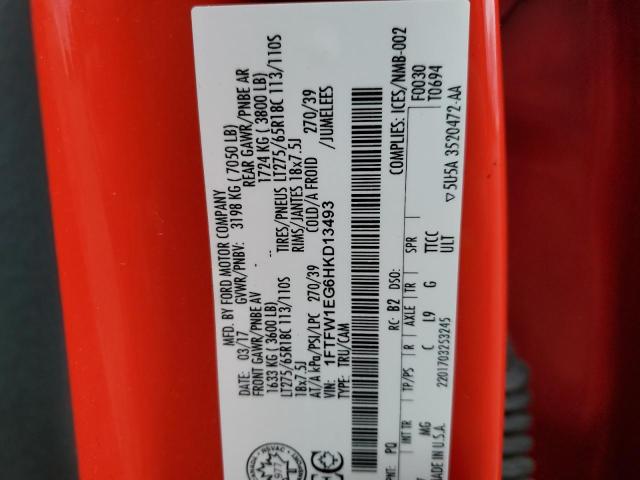 MFD. BY FORD MOTOR COMPANY
DATE: 03/17 GVWR/PNBV: 3198 KG ( 7050 LB)
FRONT GAWR/PNBE AV REAR GAWR/PNBE AR
1633 KG ( 3600 LB) 1724 KG ( 3800 LB)
LT275/65R18C 113/110S TIRES/PNEUS LT275/65R18C 113/110S
18x7.5J RIMS/JANTES 18x7.5J
AT/A kPa/PSI/LPC 270/39 COLD/A FROID 270/39
VIN: 1FTFW1EG6HKD13493 /JUMELEES
TYPE: TRU/CAM
COMPLIES: ICES/NMB-002
PNT: PQ RC: B2 DSO: F0030
T0694
INT TR TP/PS R AXLE TR SPR
MG C L9 G TTCC
ULT
MADE IN U.S.A. 2201703253245 ▽5U5A 3520472-AA